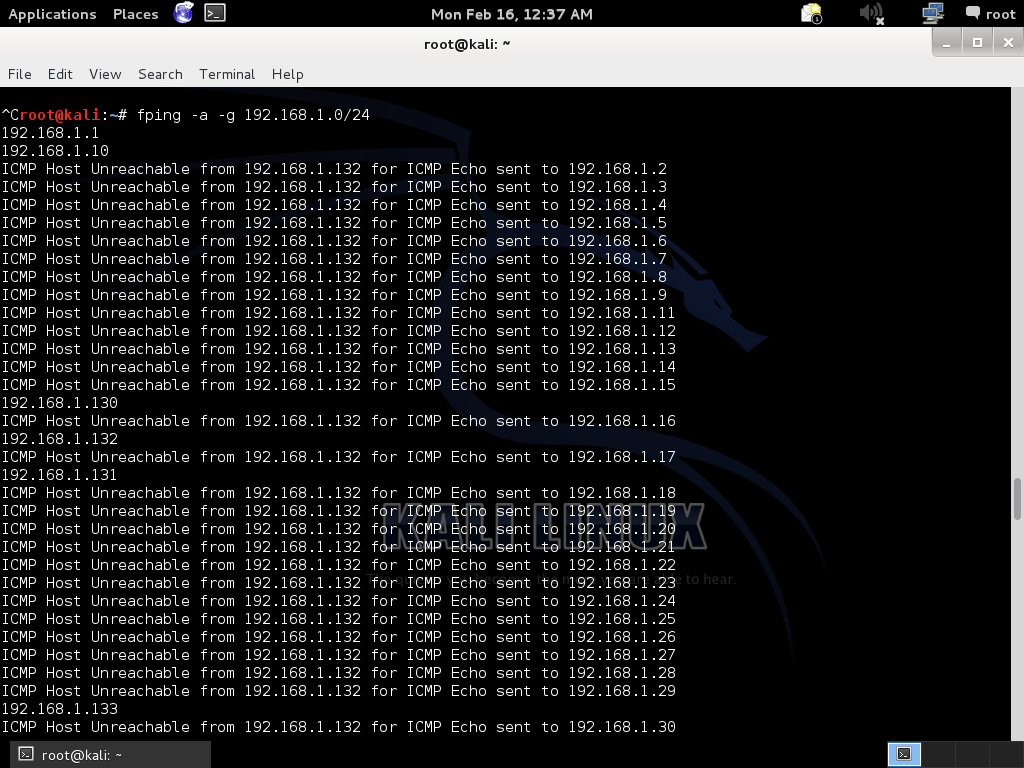 Applications Places Mon Feb 16, 12:37 AM 1 root
root@kali: ~
File Edit View Search Terminal Help
^Croot@kali:~# fping -a -g 192.168.1.0/24
192.168.1.1
192.168.1.10
ICMP Host Unreachable from 192.168.1.132 for ICMP Echo sent to 192.168.1.2
ICMP Host Unreachable from 192.168.1.132 for ICMP Echo sent to 192.168.1.3
ICMP Host Unreachable from 192.168.1.132 for ICMP Echo sent to 192.168.1.4
ICMP Host Unreachable from 192.168.1.132 for ICMP Echo sent to 192.168.1.5
ICMP Host Unreachable from 192.168.1.132 for ICMP Echo sent to 192.168.1.6
ICMP Host Unreachable from 192.168.1.132 for ICMP Echo sent to 192.168.1.7
ICMP Host Unreachable from 192.168.1.132 for ICMP Echo sent to 192.168.1.8
ICMP Host Unreachable from 192.168.1.132 for ICMP Echo sent to 192.168.1.9
ICMP Host Unreachable from 192.168.1.132 for ICMP Echo sent to 192.168.1.11
ICMP Host Unreachable from 192.168.1.132 for ICMP Echo sent to 192.168.1.12
ICMP Host Unreachable from 192.168.1.132 for ICMP Echo sent to 192.168.1.13
ICMP Host Unreachable from 192.168.1.132 for ICMP Echo sent to 192.168.1.14
ICMP Host Unreachable from 192.168.1.132 for ICMP Echo sent to 192.168.1.15
192.168.1.130
ICMP Host Unreachable from 192.168.1.132 for ICMP Echo sent to 192.168.1.16
192.168.1.132
ICMP Host Unreachable from 192.168.1.132 for ICMP Echo sent to 192.168.1.17
192.168.1.131
ICMP Host Unreachable from 192.168.1.132 for ICMP Echo sent to 192.168.1.18
ICMP Host Unreachable from 192.168.1.132 for ICMP Echo sent to 192.168.1.19
ICMP Host Unreachable from 192.168.1.132 for ICMP Echo sent to 192.168.1.20
KALI LINUX
ICMP Host Unreachable from 192.168.1.132 for ICMP Echo sent to 192.168.1.21
ICMP Host Unreachable from 192.168.1.132 for ICMP Echo sent to 192.168.1.22
ICMP Host Unreachable from 192.168.1.132 for ICMP Echo sent to 192.168.1.23
to hear.
ICMP Host Unreachable from 192.168.1.132 for ICMP Echo sent to 192.168.1.24
ICMP Host Unreachable from 192.168.1.132 for ICMP Echo sent to 192.168.1.25
ICMP Host Unreachable from 192.168.1.132 for ICMP Echo sent to 192.168.1.26
ICMP Host Unreachable from 192.168.1.132 for ICMP Echo sent to 192.168.1.27
ICMP Host Unreachable from 192.168.1.132 for ICMP Echo sent to 192.168.1.28
ICMP Host Unreachable from 192.168.1.132 for ICMP Echo sent to 192.168.1.29
192.168.1.133
ICMP Host Unreachable from 192.168.1.132 for ICMP Echo sent to 192.168.1.30
root@kali: ~